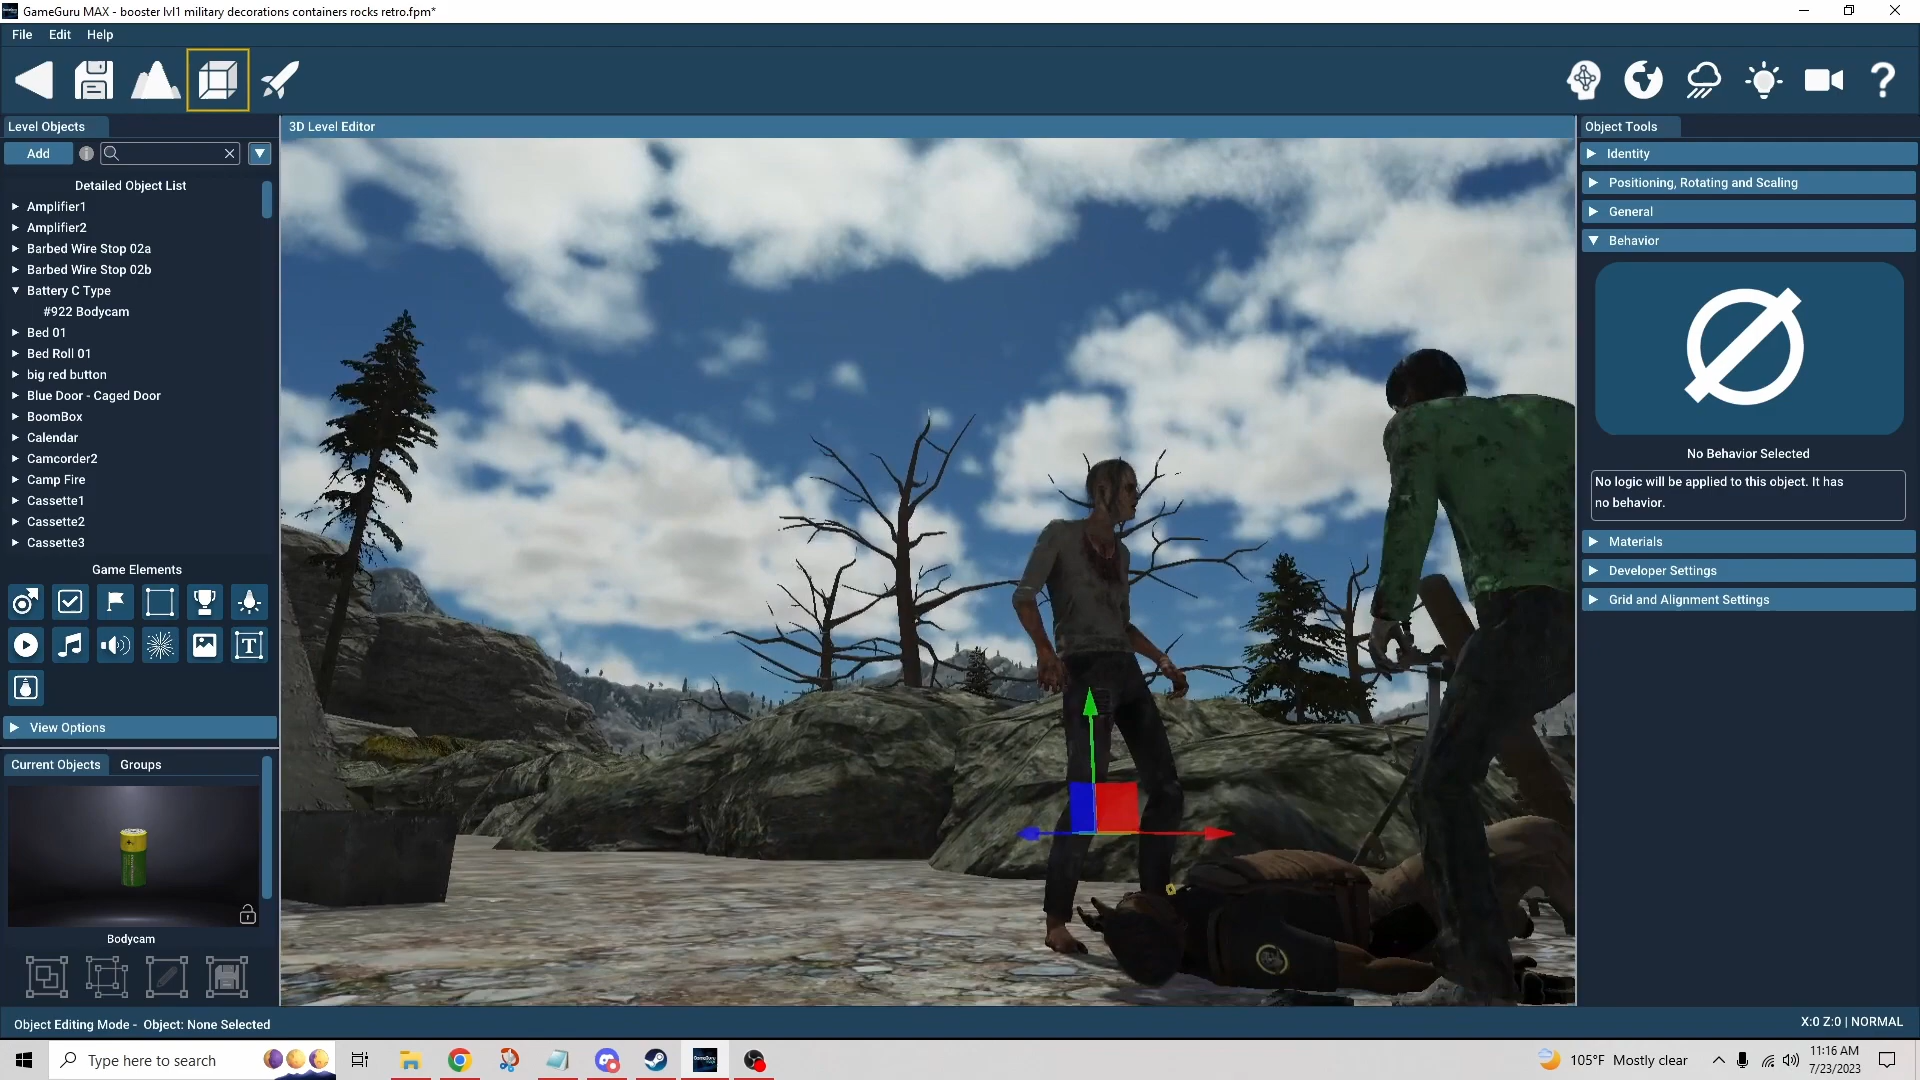 GameGuru MAX - booster lvl1 military decorations containers rocks retro.fpm*
File Edit Help
Level Objects
Add
Detailed Object List
Amplifier1
Amplifier2
Barbed Wire Stop 02a
Barbed Wire Stop 02b
Battery C Type
#922 Bodycam
Bed 01
Bed Roll 01
big red button
Blue Door - Caged Door
BoomBox
Calendar
Camcorder2
Camp Fire
Cassette1
Cassette2
Cassette3
Game Elements
View Options
Current Objects Groups
Bodycam
3D Level Editor
Object Tools
Identity
Positioning, Rotating and Scaling
General
Behavior
No Behavior Selected
No logic will be applied to this object. It has
no behavior.
Materials
Developer Settings
Grid and Alignment Settings
Object Editing Mode - Object: None Selected
X:0 Z:0 | NORMAL
Type here to search
105°F Mostly clear
11:16 AM
7/23/2023